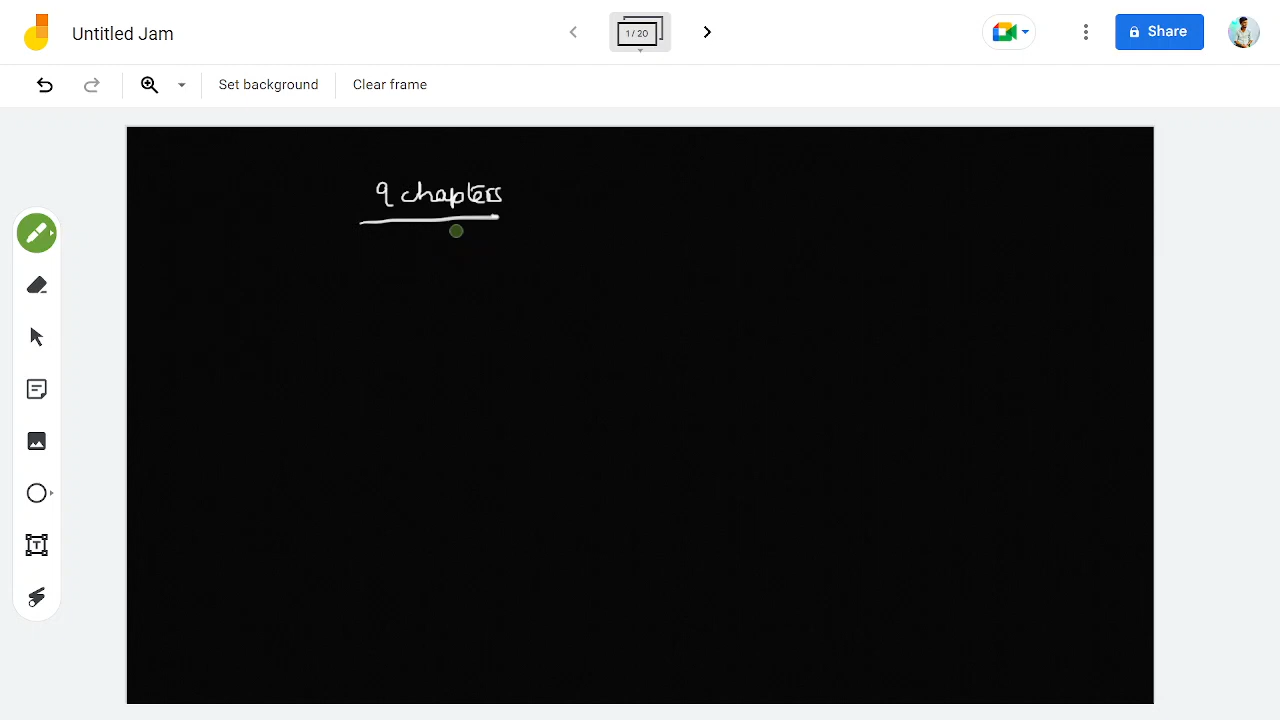 Untitled Jam
1 / 20
Share
Set background
Clear frame
9 chapters
T